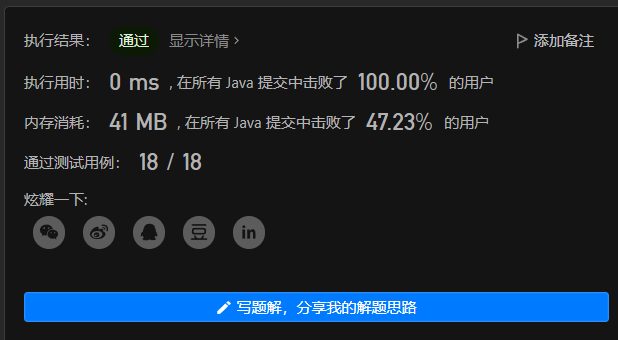 执行结果： 通过 显示详情 › 添加备注
执行用时： 0 ms , 在所有 Java 提交中击败了 100.00% 的用户
内存消耗： 41 MB , 在所有 Java 提交中击败了 47.23% 的用户
通过测试用例： 18 / 18
炫耀一下:
豆 in
写题解，分享我的解题思路